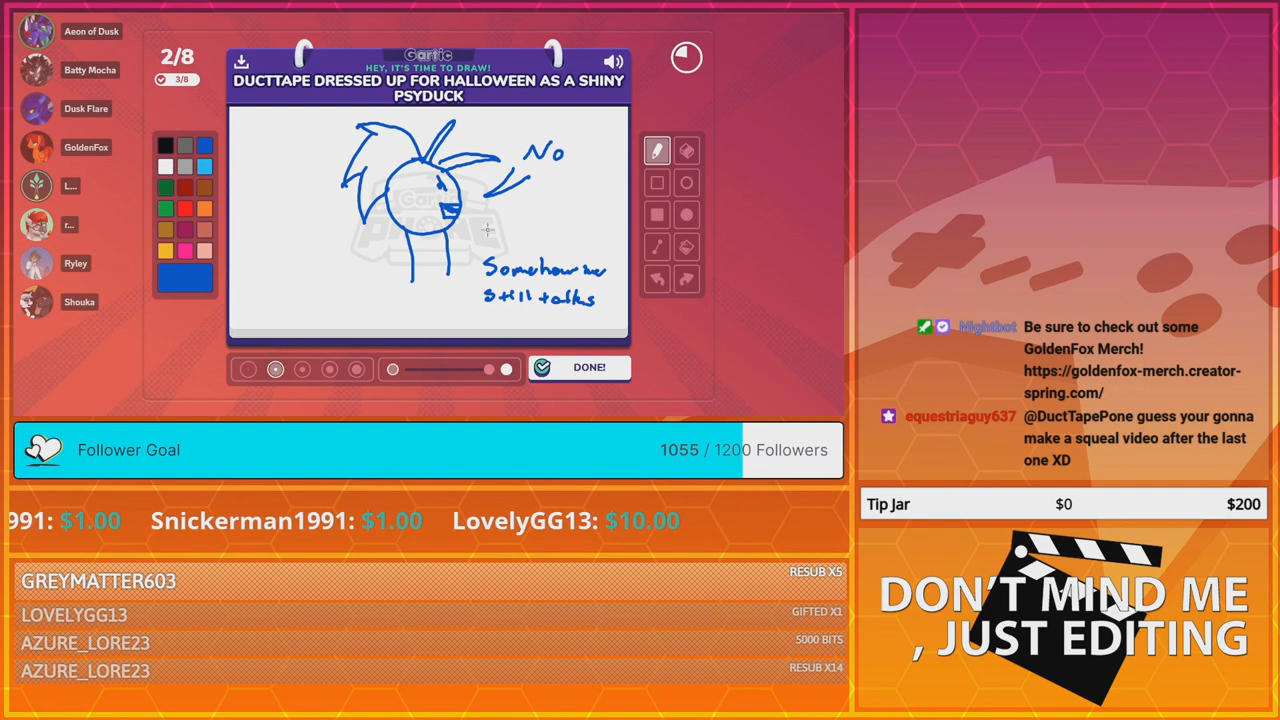 Aeon of Dusk
Batty Mocha
Dusk Flare
GoldenFox
L...
r...
Ryley
Shouka
2/8
3/8
Gartic
HEY, IT'S TIME TO DRAW!
DUCTTAPE DRESSED UP FOR HALLOWEEN AS A SHINY
PSYDUCK
Gartic
PHONE
No
Somehow me
still talks
DONE!
Follower Goal
1055 / 1200 Followers
991: $1.00 Snickerman1991: $1.00 LovelyGG13: $10.00
GREYMATTER603 RESUB X5
LOVELYGG13 GIFTED X1
AZURE_LORE23 5000 BITS
AZURE_LORE23 RESUB X14
Nightbot Be sure to check out some
GoldenFox Merch!
https://goldenfox-merch.creator-
spring.com/
equestriaguy637 @DuctTapePone guess your gonna
make a squeal video after the last
one XD
Tip Jar $0 $200
DON'T MIND ME
, JUST EDITING